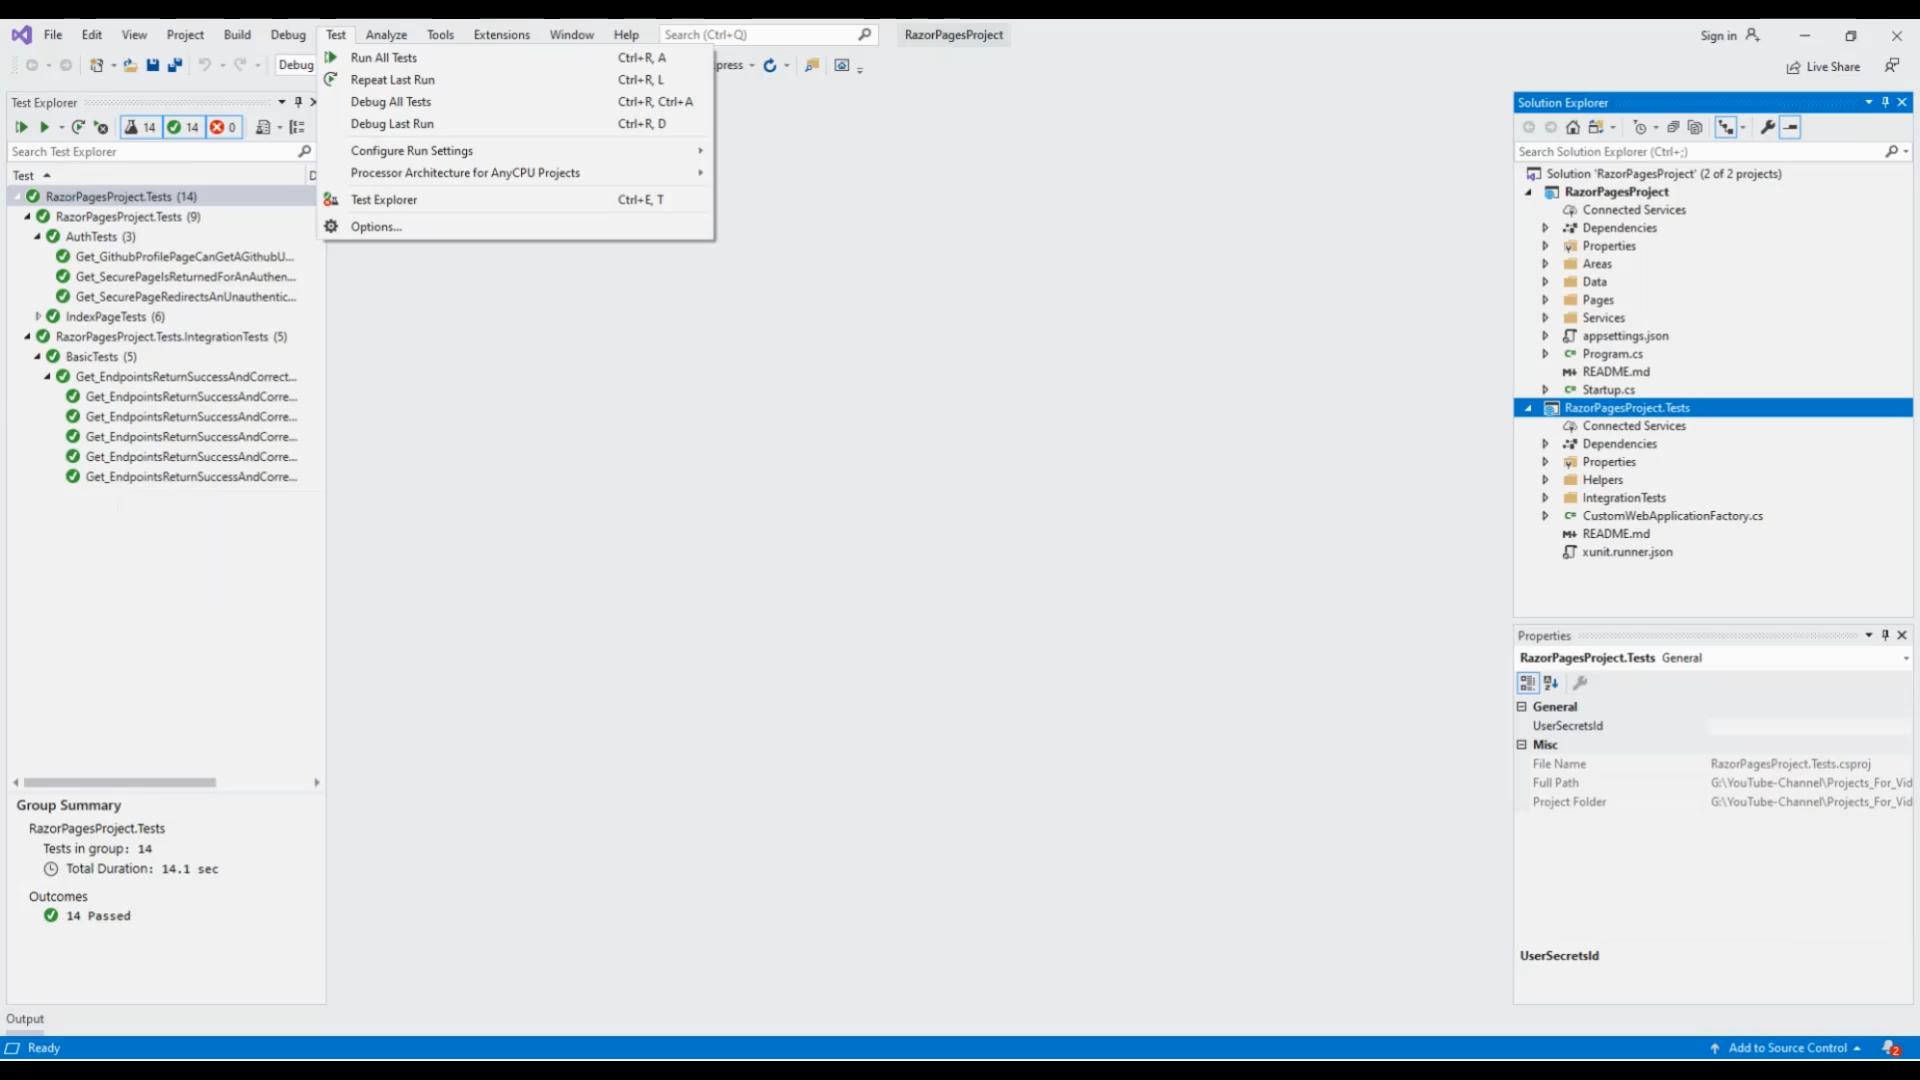 File Edit View Project Build Debug Test Analyze Tools Extensions Window Help Search (Ctrl+Q) RazorPagesProject Sign in
Debug press Live Share
Run All Tests Ctrl+R, A
Repeat Last Run Ctrl+R, L
Debug All Tests Ctrl+R, Ctrl+A
Debug Last Run Ctrl+R, D
Configure Run Settings
Processor Architecture for AnyCPU Projects
Test Explorer Ctrl+E, T
Options...
Test Explorer
14 14 0
Search Test Explorer
Test D
RazorPagesProject.Tests (14)
RazorPagesProject.Tests (9)
AuthTests (3)
Get_GithubProfilePageCanGetAGithubU...
Get_SecurePageIsReturnedForAnAuthen...
Get_SecurePageRedirectsAnUnauthentic...
IndexPageTests (6)
RazorPagesProject.Tests.IntegrationTests (5)
BasicTests (5)
Get_EndpointsReturnSuccessAndCorrect...
Get_EndpointsReturnSuccessAndCorre...
Get_EndpointsReturnSuccessAndCorre...
Get_EndpointsReturnSuccessAndCorre...
Get_EndpointsReturnSuccessAndCorre...
Get_EndpointsReturnSuccessAndCorre...
Group Summary
RazorPagesProject.Tests
Tests in group: 14
Total Duration: 14.1 sec
Outcomes
14 Passed
Solution Explorer
Search Solution Explorer (Ctrl+;)
Solution 'RazorPagesProject' (2 of 2 projects)
RazorPagesProject
Connected Services
Dependencies
Properties
Areas
Data
Pages
Services
appsettings.json
C# Program.cs
README.md
C# Startup.cs
RazorPagesProject.Tests
Connected Services
Dependencies
Properties
Helpers
IntegrationTests
C# CustomWebApplicationFactory.cs
README.md
xunit.runner.json
Properties
RazorPagesProject.Tests General
General
UserSecretsId
Misc
File Name RazorPagesProject.Tests.csproj
Full Path G:\YouTube-Channel\Projects_For_Vid
Project Folder G:\YouTube-Channel\Projects_For_Vid
UserSecretsId
Output
Ready Add to Source Control 2